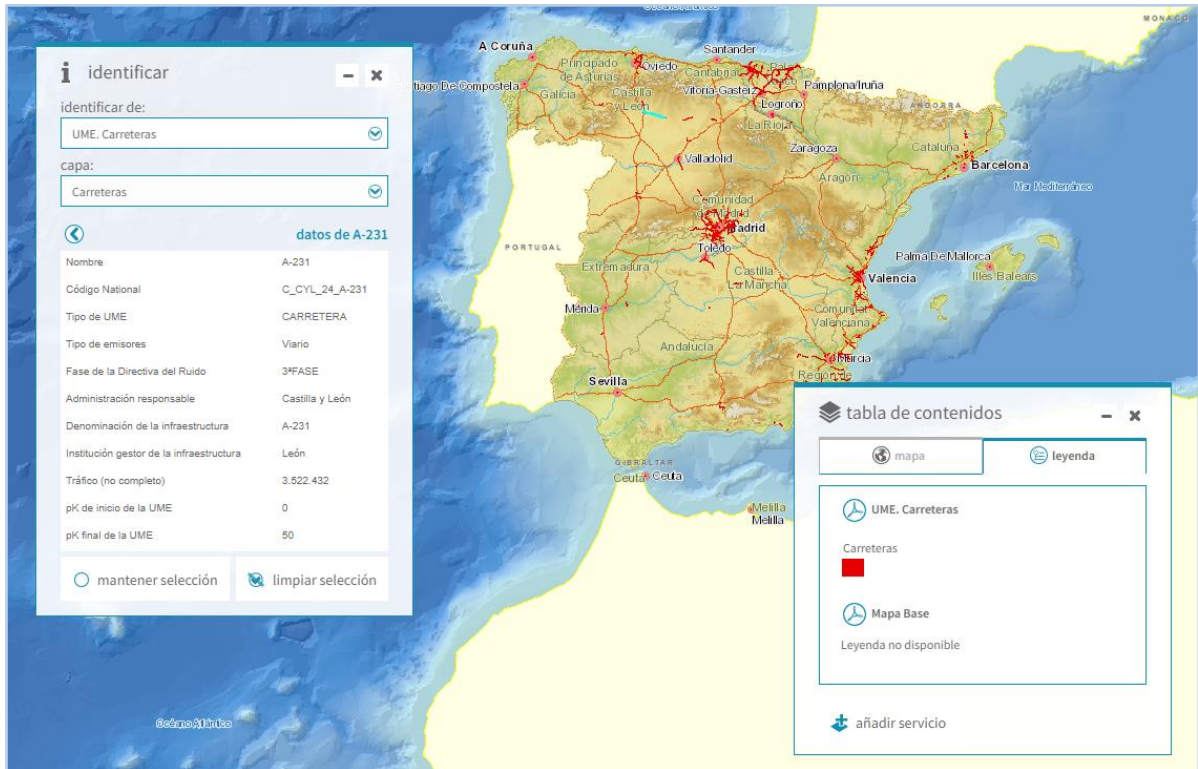 identificar
identificar de:
UME. Carreteras
capa:
Carreteras
datos de A-231
Nombre A-231
Código National C_CYL_24_A-231
Tipo de UME CARRETERA
Tipo de emisores Viario
Fase de la Directiva del Ruido 3ªFASE
Administración responsable Castilla y León
Denominación de la infraestructura A-231
Institución gestor de la infraestructura León
Tráfico (no completo) 3.522.432
pK de inicio de la UME 0
pK final de la UME 50
mantener selección
limpiar selección
MONACO
A Coruña
Santander
Principado
de Asturias
Oviedo
Cantabria
tiago De Compostela
Galicia
Castilla
y León
Vitoria-Gasteiz
Pamplona/Iruña
Logroño
La Rioja
ANDORRA
Valladolid
Zaragoza
Cataluña
Aragón
Barcelona
Mar Mediterráneo
Comunidad
de Madrid
adrid
PORTUGAL
Toledo
Extremadura
Castilla
La Mancha
Palma De Mallorca
Illes Balears
Valencia
Mérida
Comunitat
Valenciana
Andalucía
Murcia
Región de
Sevilla
GIBRALTAR
Ceuta Ceuta
Melilla
Melilla
Océano Atlántico
tabla de contenidos
mapa
leyenda
UME. Carreteras
Carreteras
Mapa Base
Leyenda no disponible
añadir servicio